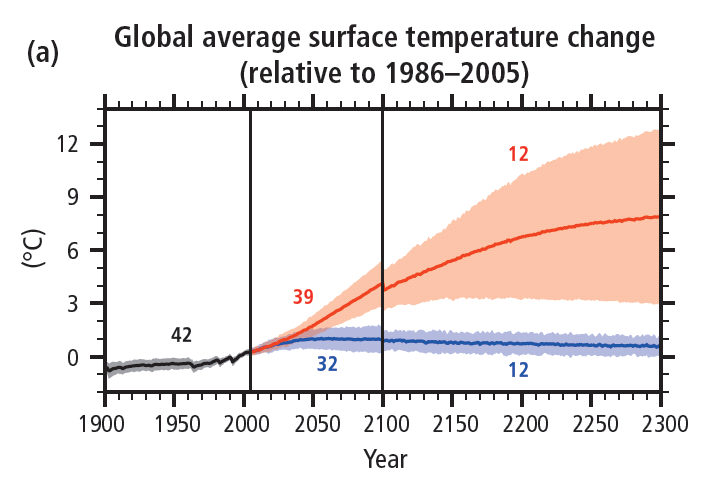 (a)
Global average surface temperature change
(relative to 1986–2005)
(°C)
12
9
6
3
0
42
39
32
12
12
1900 1950 2000 2050 2100 2150 2200 2250 2300
Year